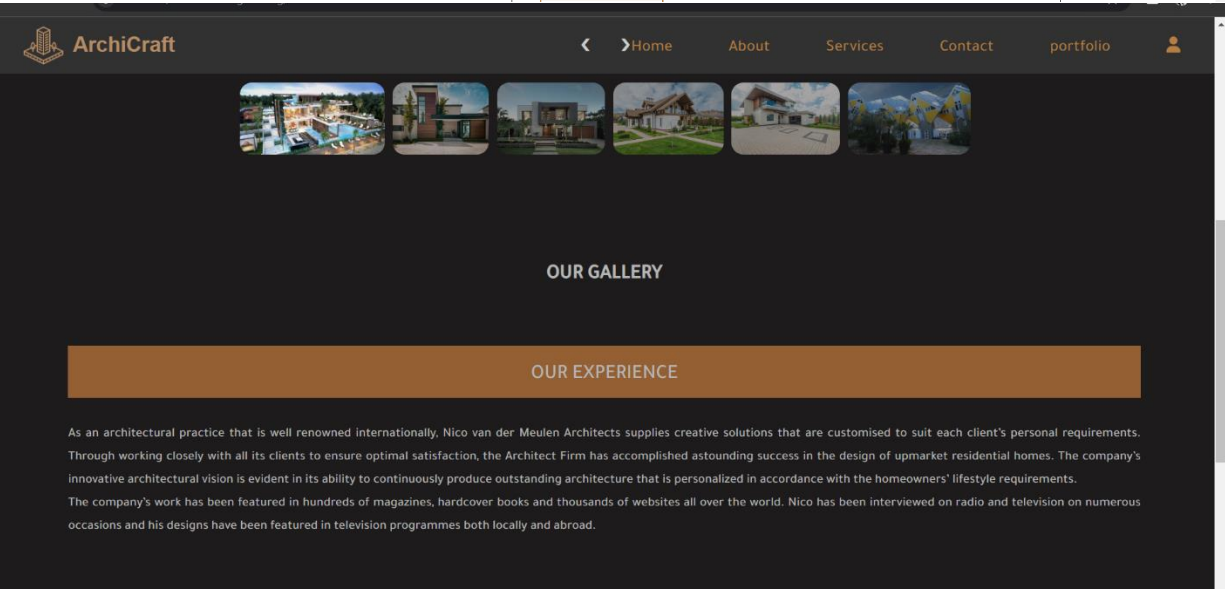 ArchiCraft
❮ ❯Home About Services Contact portfolio
OUR GALLERY
OUR EXPERIENCE
As an architectural practice that is well renowned internationally, Nico van der Meulen Architects supplies creative solutions that are customised to suit each client's personal requirements.
Through working closely with all its clients to ensure optimal satisfaction, the Architect Firm has accomplished astounding success in the design of upmarket residential homes. The company's
innovative architectural vision is evident in its ability to continuously produce outstanding architecture that is personalized in accordance with the homeowners' lifestyle requirements.
The company's work has been featured in hundreds of magazines, hardcover books and thousands of websites all over the world. Nico has been interviewed on radio and television on numerous
occasions and his designs have been featured in television programmes both locally and abroad.